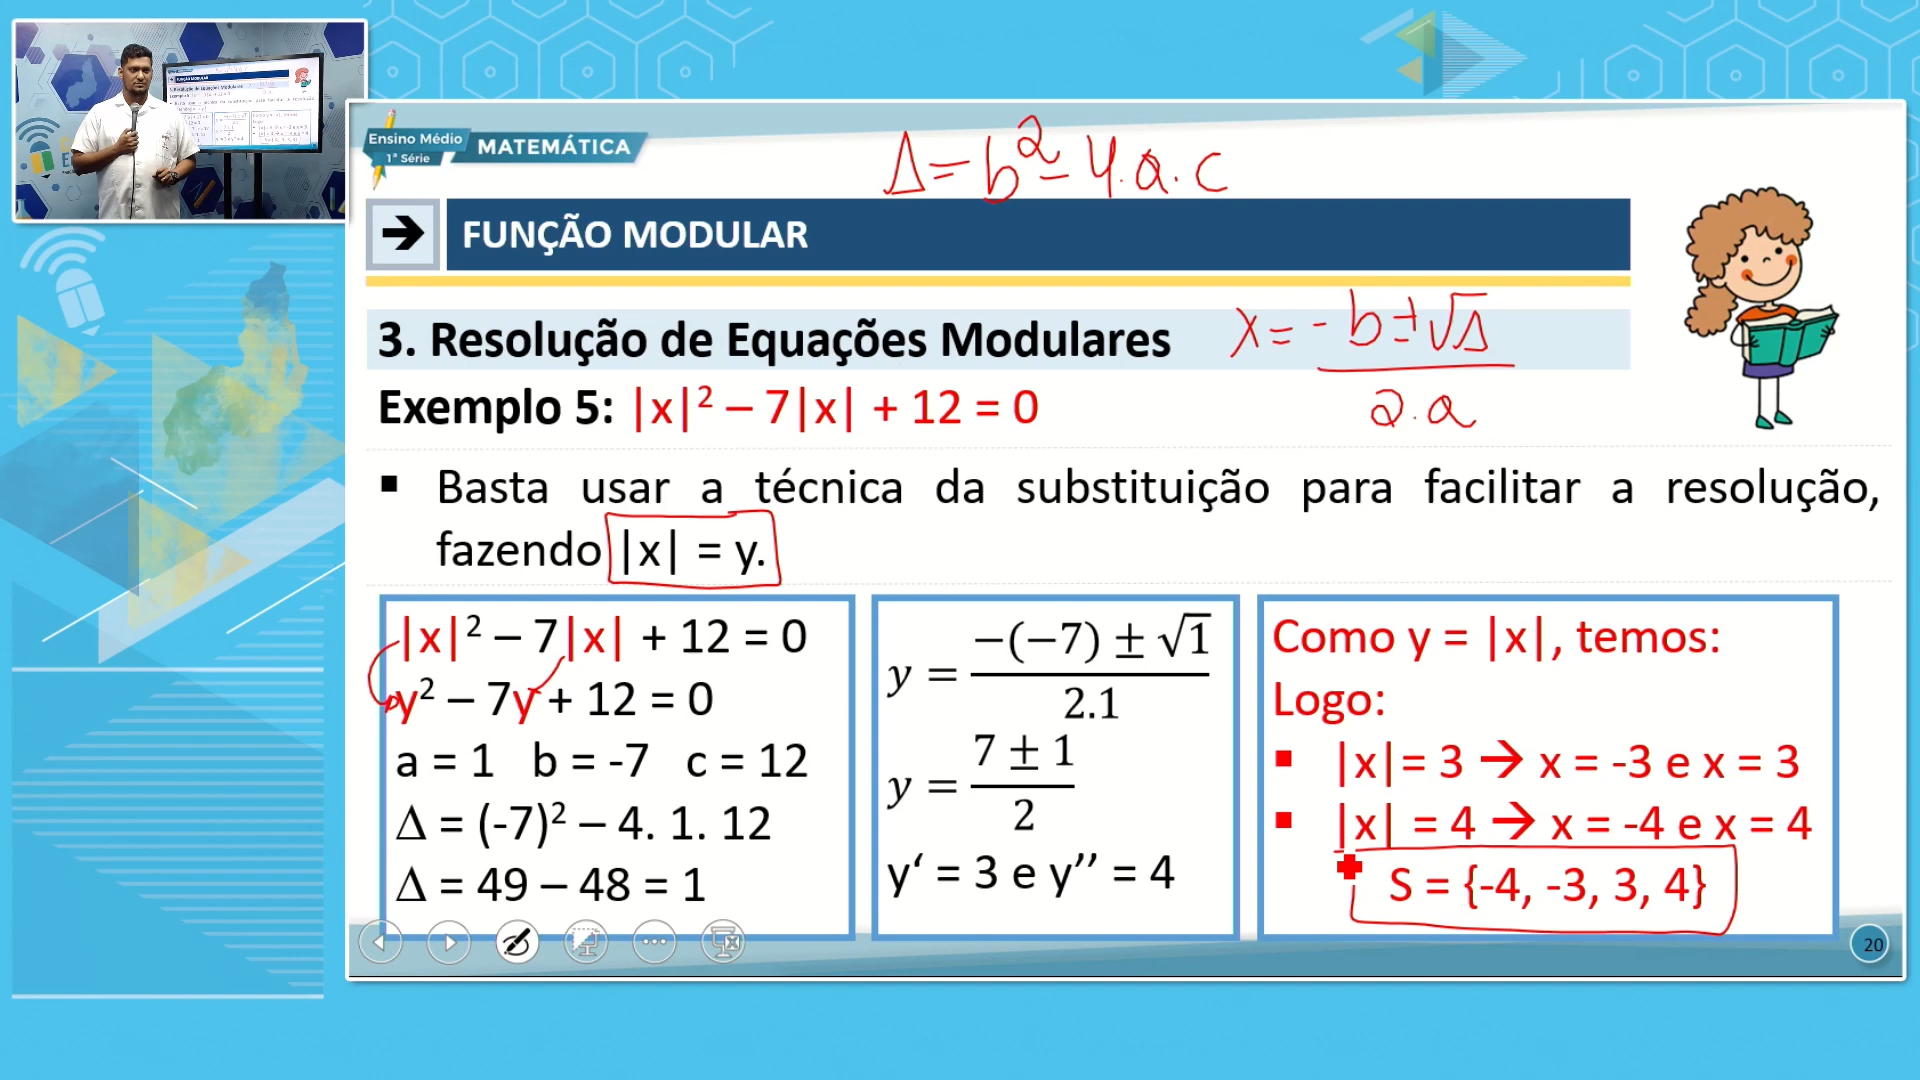 Ensino Médio
1ª Série
MATEMÁTICA
Δ = b² - 4.a.c
FUNÇÃO MODULAR
3. Resolução de Equações Modulares
x = -b ± √Δ
2.a
Exemplo 5: |x|² – 7|x| + 12 = 0
▪ Basta usar a técnica da substituição para facilitar a resolução,
fazendo |x| = y.
|x|² – 7|x| + 12 = 0
y² – 7y + 12 = 0
a = 1 b = -7 c = 12
Δ = (-7)² – 4. 1. 12
Δ = 49 – 48 = 1
y = −(−7) ± √1
2.1
y = 7 ± 1
2
y‘ = 3 e y’’ = 4
Como y = |x|, temos:
Logo:
▪ |x|= 3 → x = -3 e x = 3
▪ |x| = 4 → x = -4 e x = 4
S = {-4, -3, 3, 4}
20
FUNÇÃO MODULAR